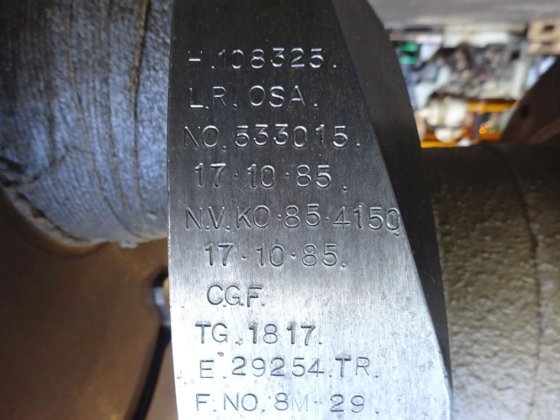 H.108325.
L.R. OSA.
NO. 533015.
17·10·85.
N.V.KO·85-4150
17·10·85.
C.G.F.
TG.1817.
E.29254.TR.
F.NO.8M-29.